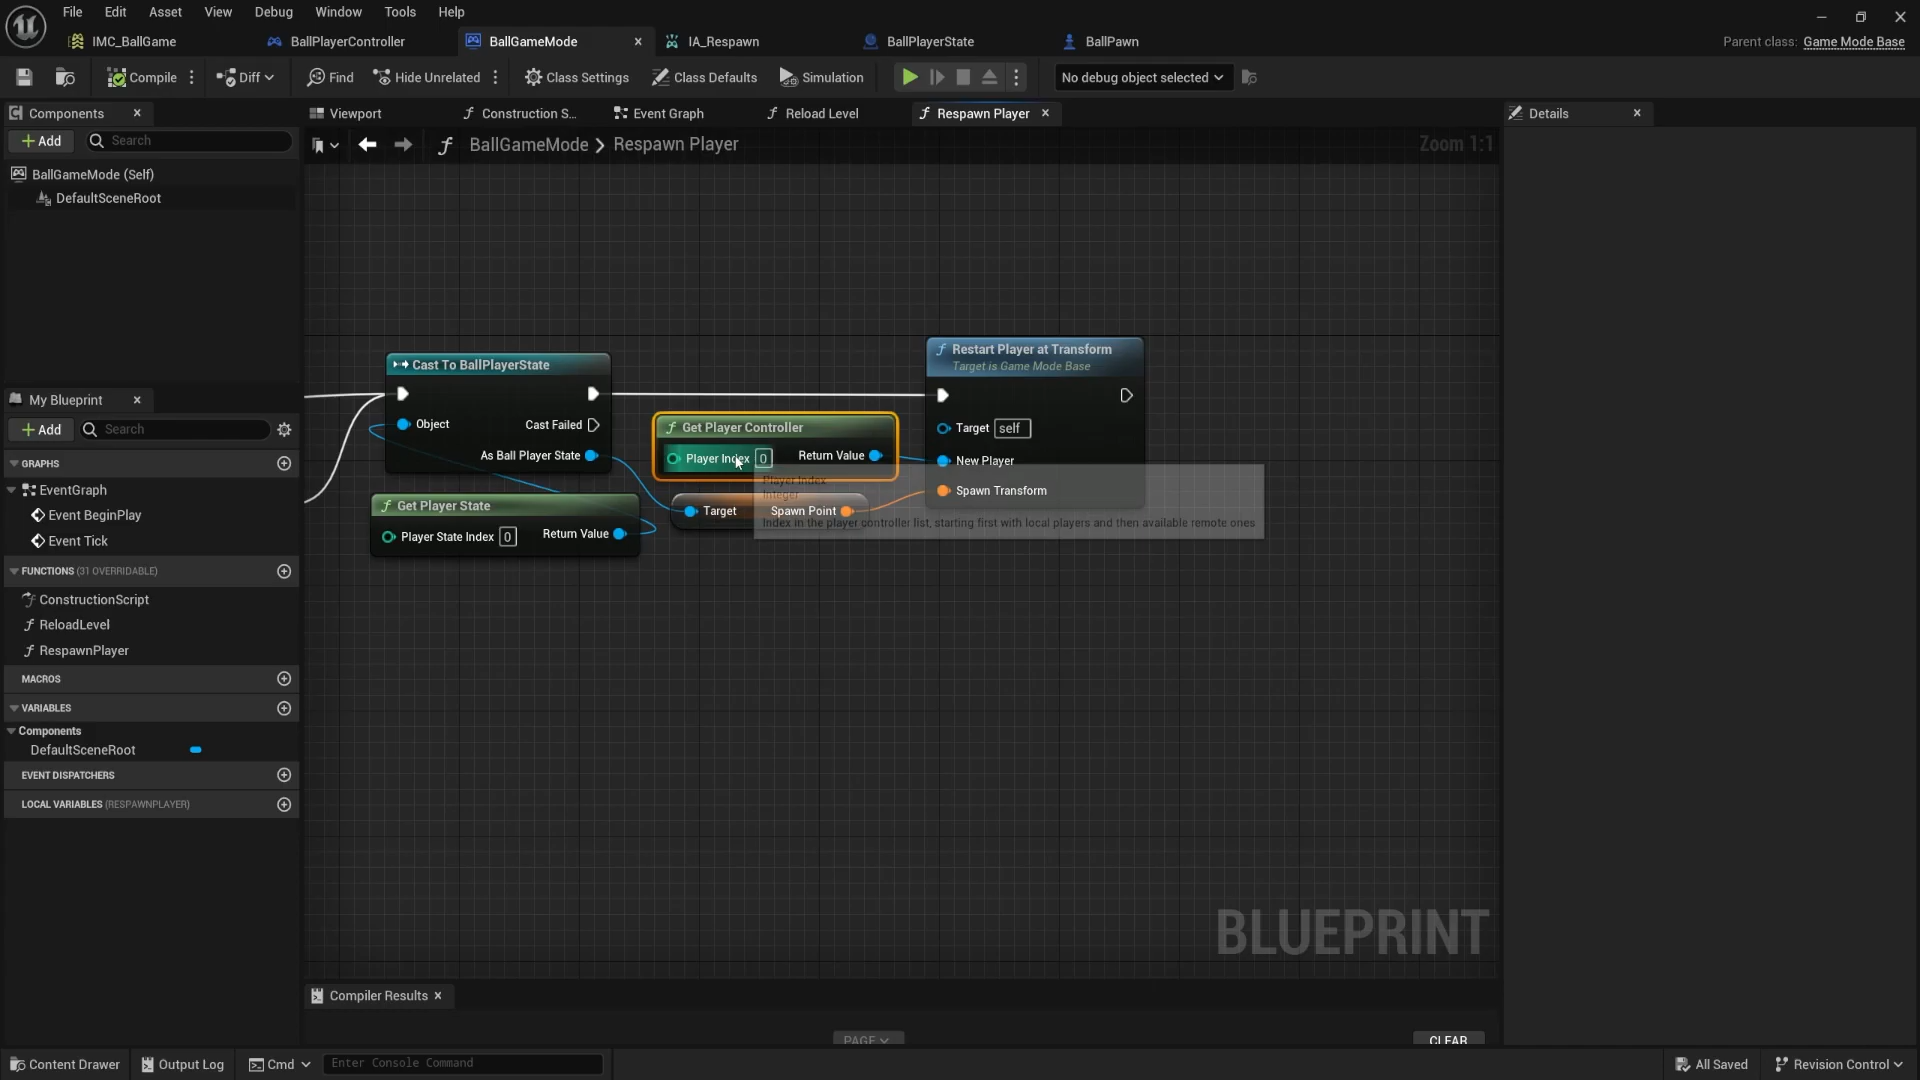 File Edit Asset View Debug Window Tools Help
IMC_BallGame BallPlayerController BallGameMode IA_Respawn BallPlayerState BallPawn Parent class: Game Mode Base
Compile Diff Find Hide Unrelated Class Settings Class Defaults Simulation No debug object selected
Components Viewport Construction S... Event Graph Reload Level Respawn Player Details
Add Search BallGameMode Respawn Player Zoom 1:1
BallGameMode (Self)
DefaultSceneRoot
Restart Player at Transform
Target is Game Mode Base
Cast To BallPlayerState
Object Cast Failed
As Ball Player State
Get Player Controller
Player Index 0 Return Value
Target self
New Player
Spawn Transform
Get Player State
Player State Index 0 Return Value
Target Spawn Point
Player Index
Integer
Index in the player controller list, starting first with local players and then available remote ones
My Blueprint
Add Search
GRAPHS
EventGraph
Event BeginPlay
Event Tick
FUNCTIONS (31 OVERRIDABLE)
ConstructionScript
ReloadLevel
RespawnPlayer
MACROS
VARIABLES
Components
DefaultSceneRoot
EVENT DISPATCHERS
LOCAL VARIABLES (RESPAWNPLAYER)
BLUEPRINT
Compiler Results
PAGE CLEAR
Content Drawer Output Log Cmd Enter Console Command All Saved Revision Control